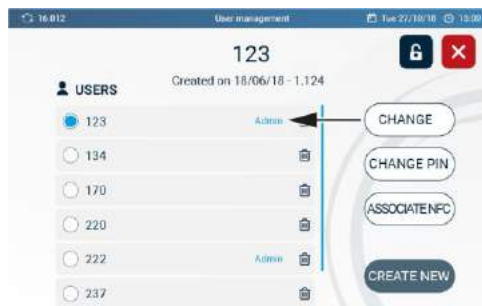 16.012 User management Tue 27/10/18 15:09
123
Created on 18/06/18 - 1.124
USERS
123 Admin
CHANGE
134
CHANGE PIN
170
ASSOCIATE NFC
220
222 Admin
CREATE NEW
237